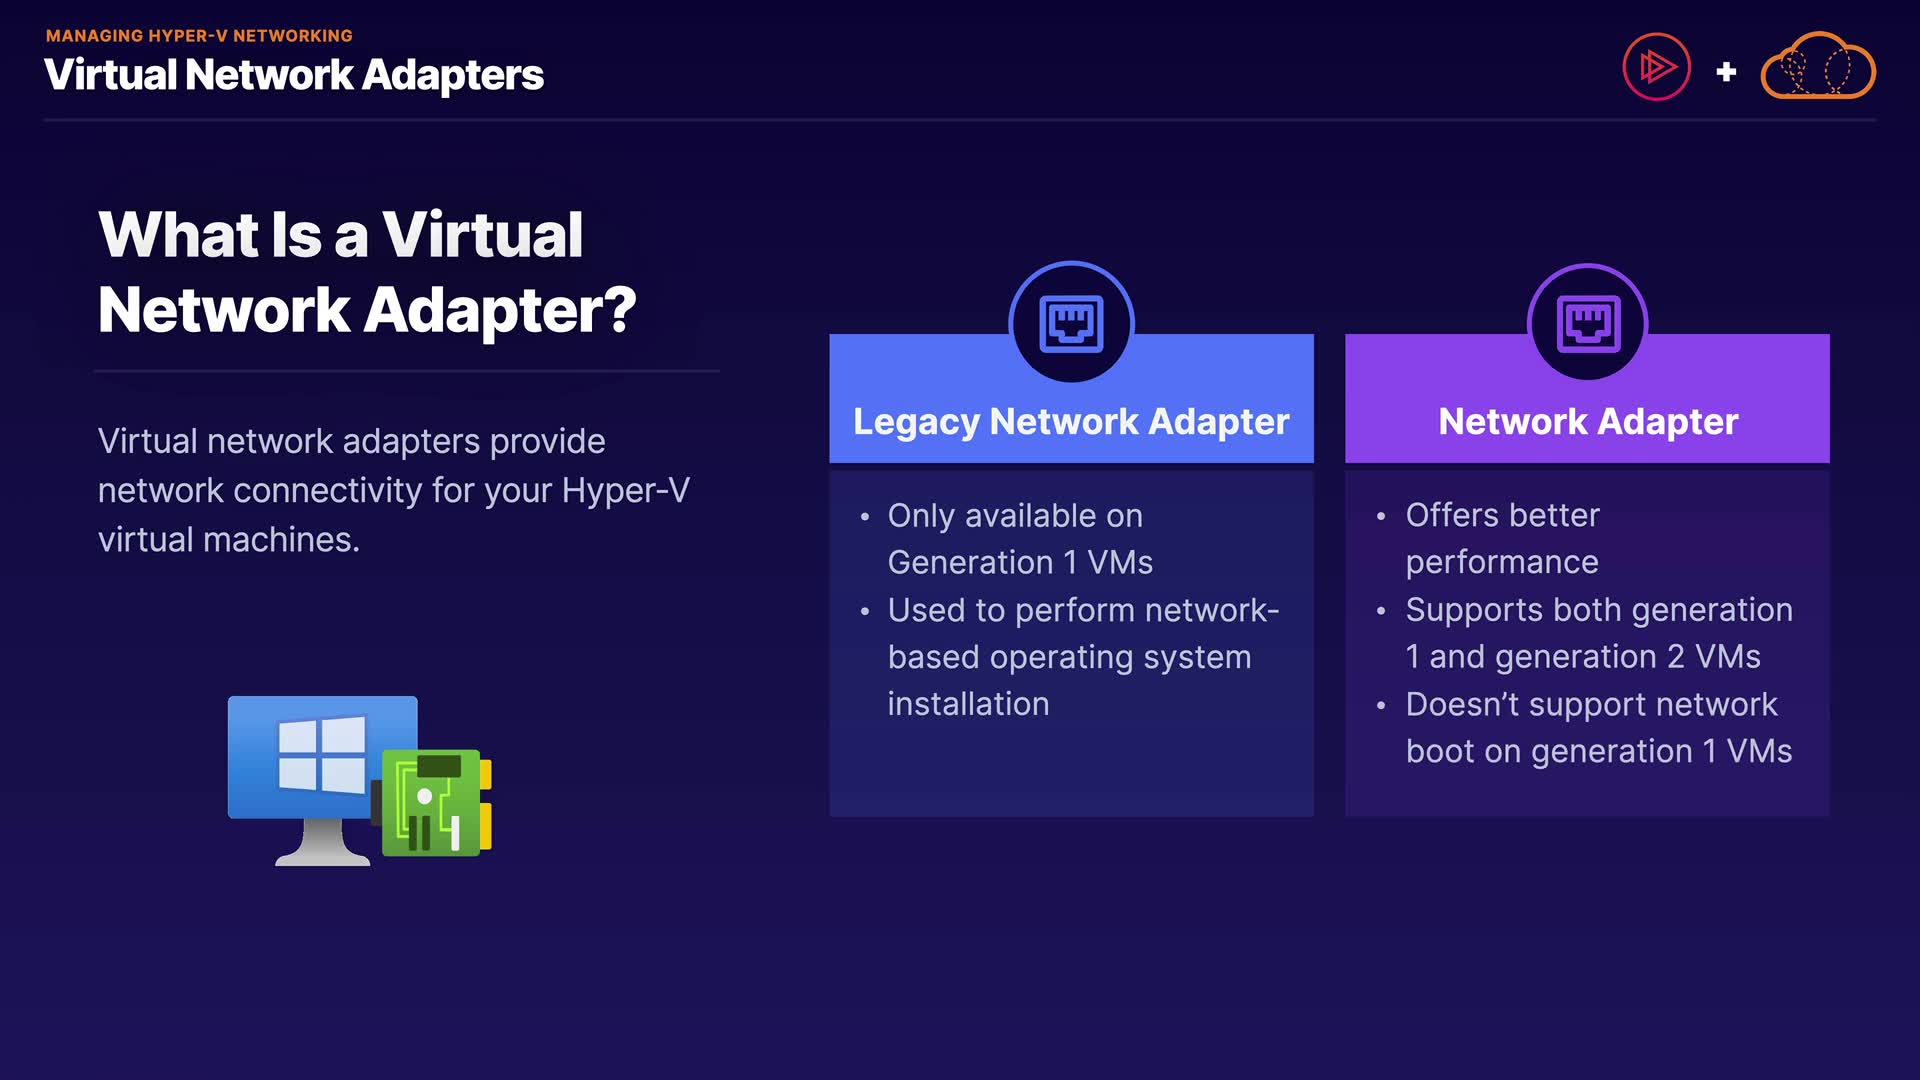 MANAGING HYPER-V NETWORKING
Virtual Network Adapters
What Is a Virtual
Network Adapter?
Virtual network adapters provide
network connectivity for your Hyper-V
virtual machines.
Legacy Network Adapter
• Only available on
Generation 1 VMs
• Used to perform network-
based operating system
installation
Network Adapter
• Offers better
performance
• Supports both generation
1 and generation 2 VMs
• Doesn’t support network
boot on generation 1 VMs